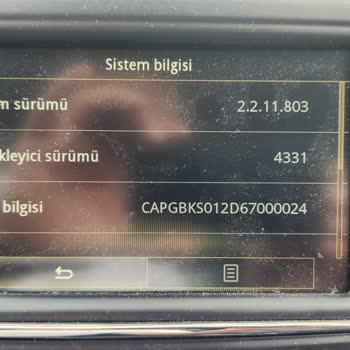 Sistem bilgisi
m sürümü 2.2.11.803
kleyici sürümü 4331
bilgisi CAPGBKS012D67000024